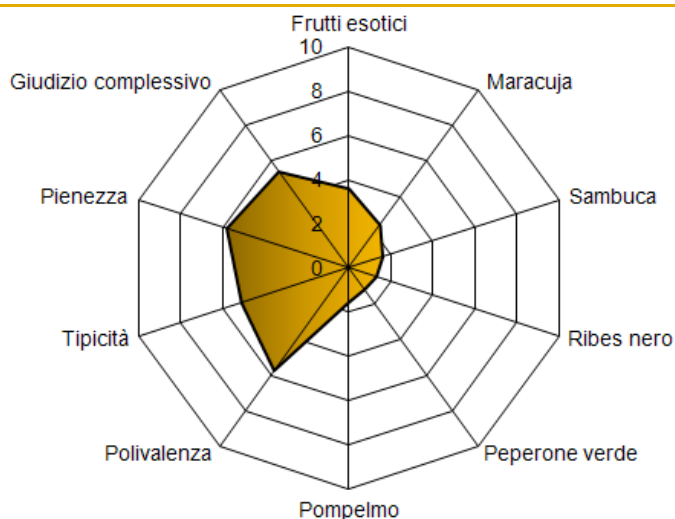 Frutti esotici
10
Giudizio complessivo
8
Maracuja
6
4
Pienezza
Sambuca
2
0
Tipicità
Ribes nero
Polivalenza
Peperone verde
Pompelmo